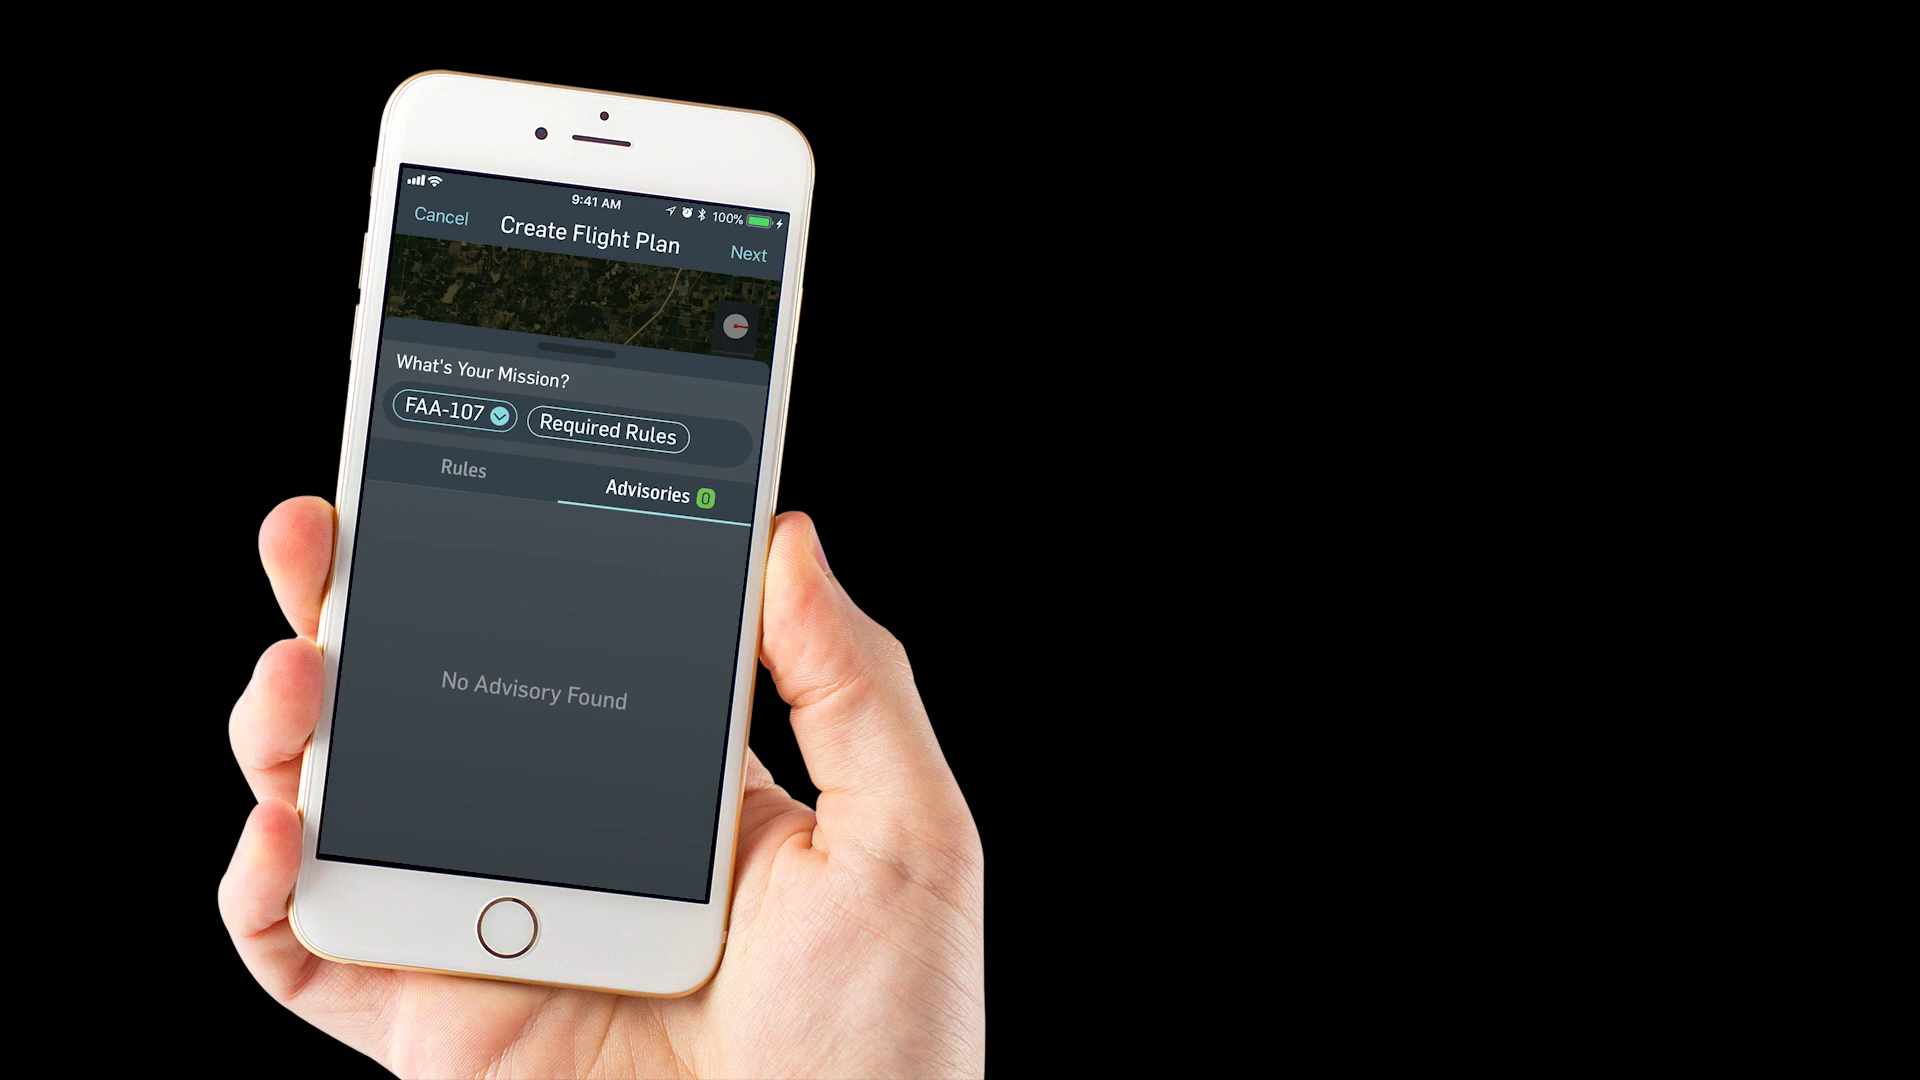 9:41 AM 100%
Cancel Create Flight Plan Next
What's Your Mission?
FAA-107 Required Rules
Rules Advisories 0
No Advisory Found